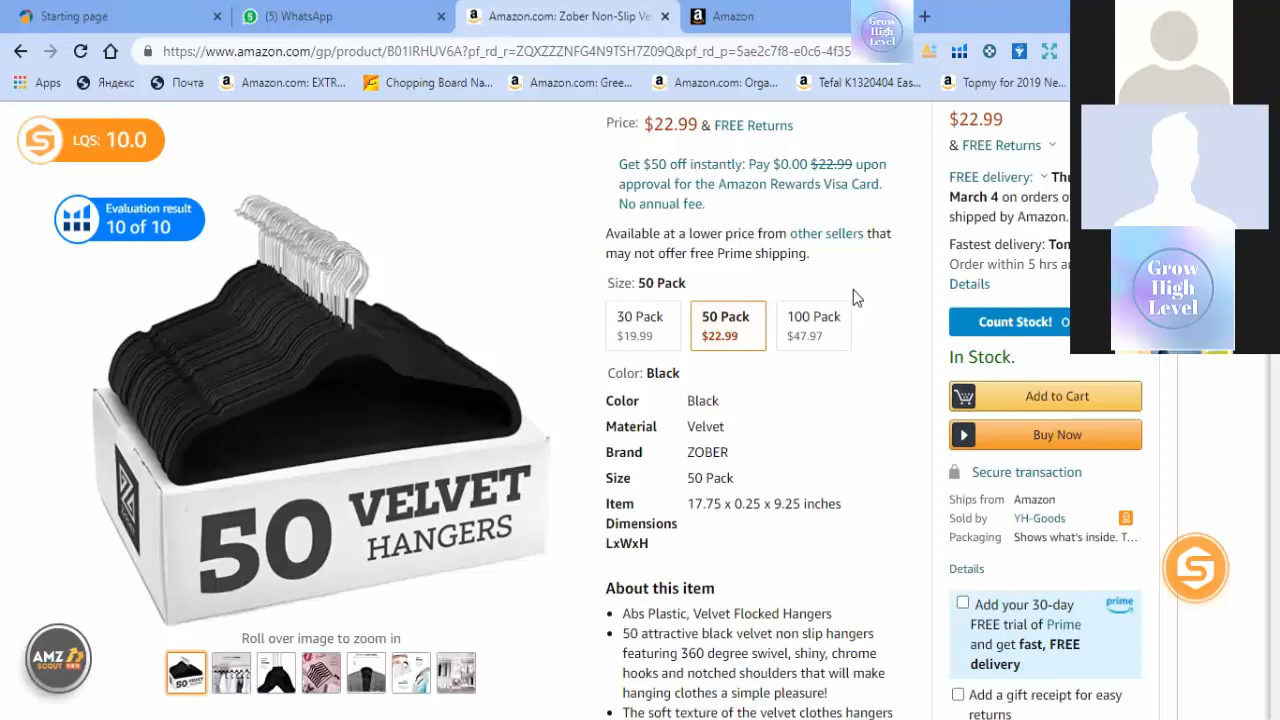 Starting page
(5) WhatsApp
Amazon.com: Zober Non-Slip Ve
Amazon
https://www.amazon.com/gp/product/B01IRHUV6A?pf_rd_r=ZQXZZZNFG4N9TSH7Z09Q&pf_rd_p=5ae2c7f8-e0c6-4f35
Apps
Яндекс
Почта
Amazon.com: EXTR...
Chopping Board Na...
Amazon.com: Gree...
Amazon.com: Orga...
Tefal K1320404 Eas...
Topmy for 2019 Ne...
Grow
High
Level
LQS: 10.0
Evaluation result
10 of 10
50 VELVET
HANGERS
Roll over image to zoom in
AMZ
SCOUT PRO
Price: $22.99 & FREE Returns
Get $50 off instantly: Pay $0.00 $22.99 upon
approval for the Amazon Rewards Visa Card.
No annual fee.
Available at a lower price from other sellers that
may not offer free Prime shipping.
Size: 50 Pack
30 Pack
$19.99
50 Pack
$22.99
100 Pack
$47.97
Color: Black
Color Black
Material Velvet
Brand ZOBER
Size 50 Pack
Item 17.75 x 0.25 x 9.25 inches
Dimensions
LxWxH
About this item
Abs Plastic, Velvet Flocked Hangers
50 attractive black velvet non slip hangers
featuring 360 degree swivel, shiny, chrome
hooks and notched shoulders that will make
hanging clothes a simple pleasure!
The soft texture of the velvet clothes hangers
$22.99
& FREE Returns
FREE delivery: Thu
March 4 on orders o
shipped by Amazon.
Fastest delivery: Ton
Order within 5 hrs a
Details
Count Stock!
In Stock.
Add to Cart
Buy Now
Secure transaction
Ships from Amazon
Sold by YH-Goods
Packaging Shows what's inside. T...
Details
Add your 30-day
FREE trial of Prime
and get fast, FREE
delivery
prime
Add a gift receipt for easy
returns
Grow
High
Level